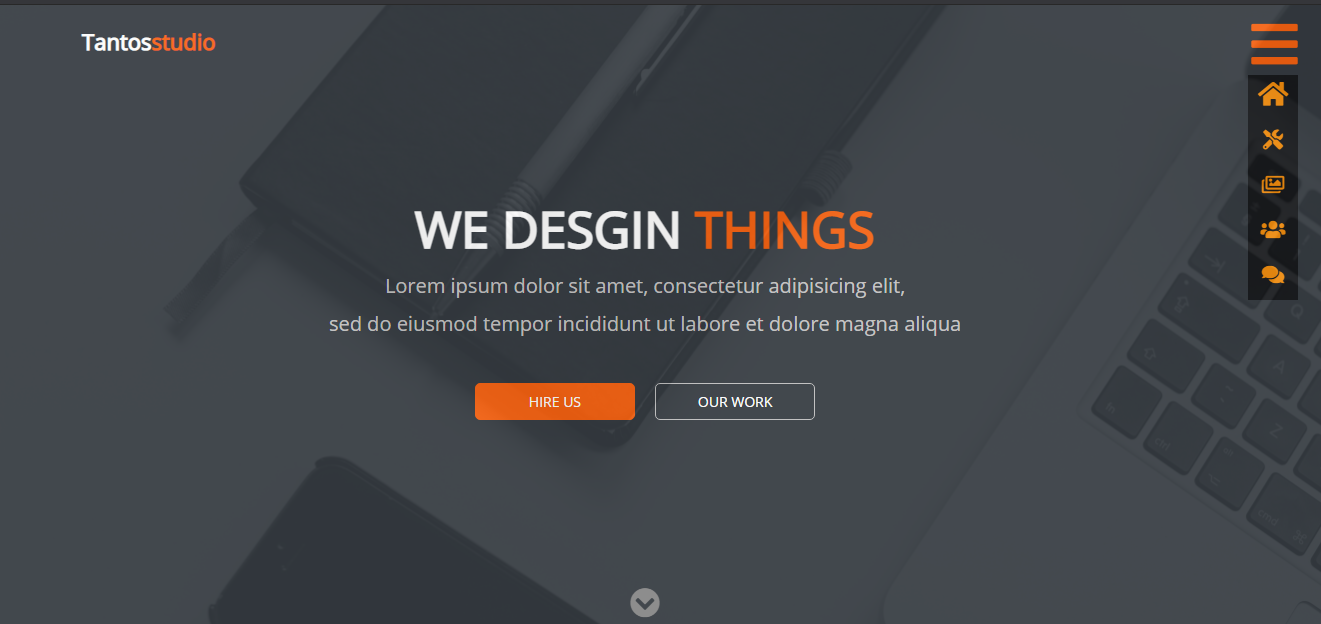 Tantosstudio
WE DESGIN THINGS
Lorem ipsum dolor sit amet, consectetur adipisicing elit,
sed do eiusmod tempor incididunt ut labore et dolore magna aliqua
HIRE US
OUR WORK